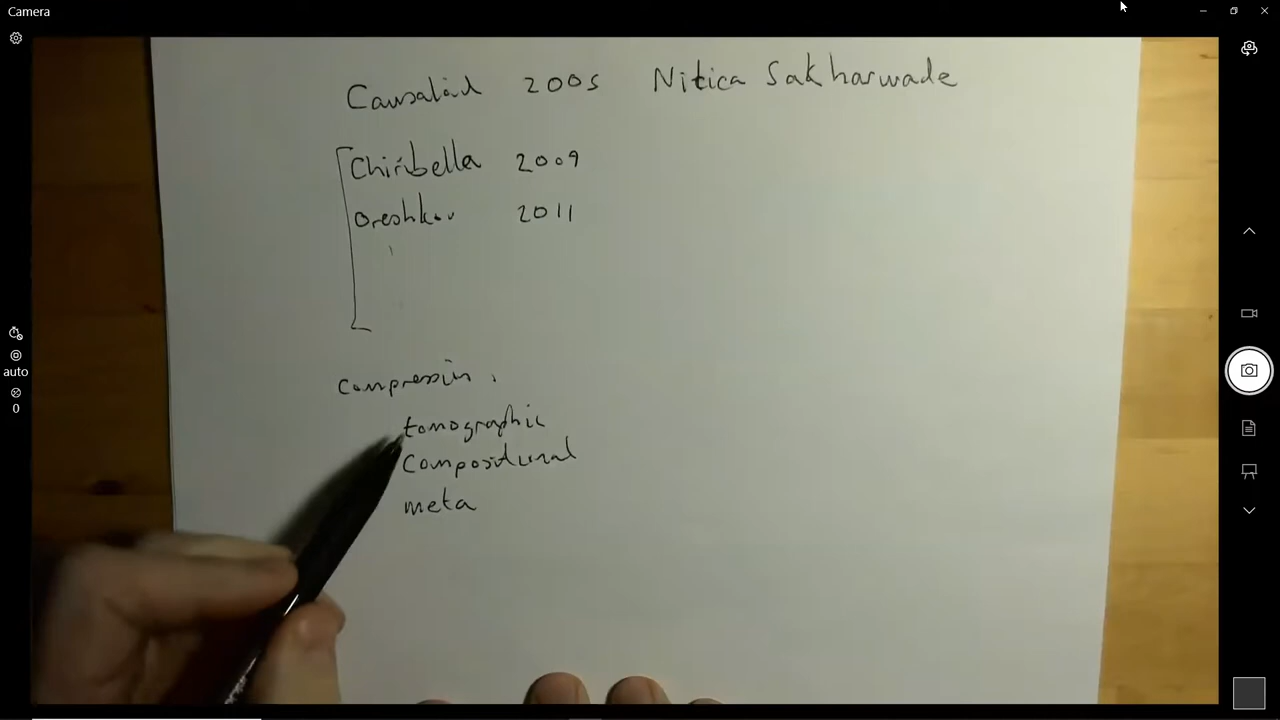 Camera
Causaloid 2005 Nitica Sakharwade
Chiribella 2009
Oreshkov 2011
auto
0
compression.
tomographic
compositional
meta